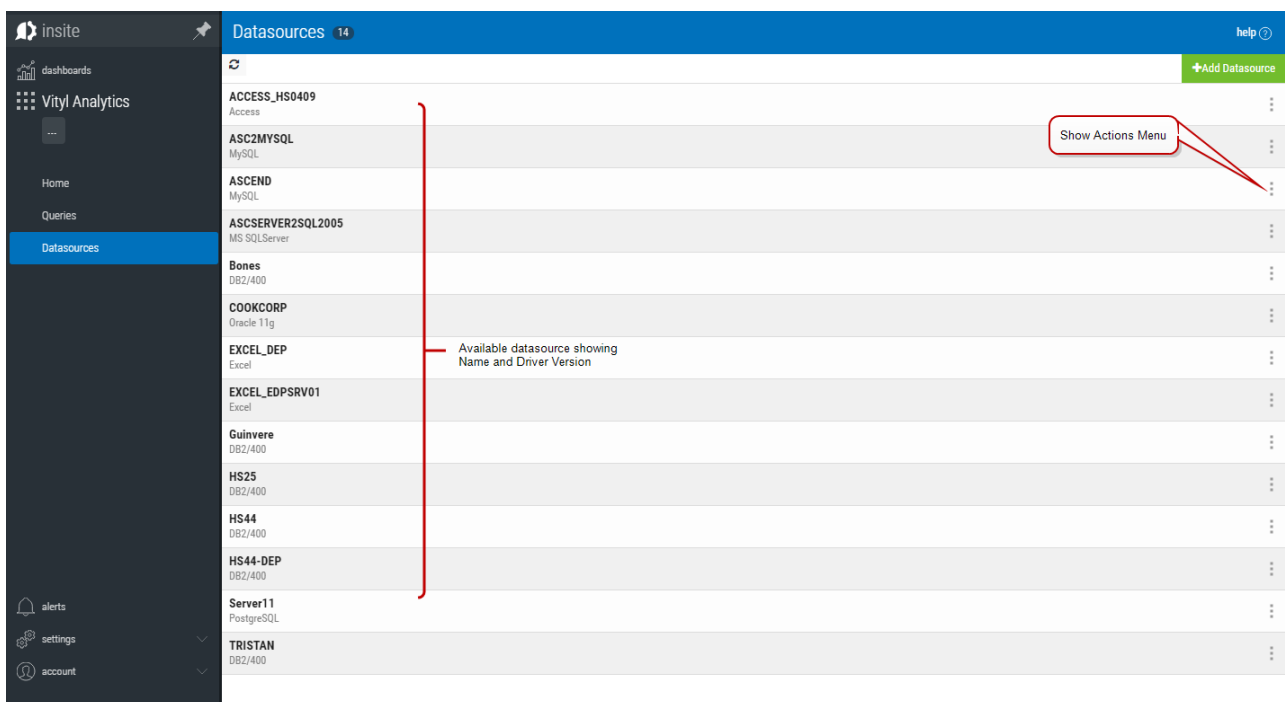 insite
Datasources 14
help ?
dashboards
+Add Datasource
Vityl Analytics
...
Home
Queries
Datasources
ACCESS_HS0409
Access
ASC2MYSQL
MySQL
Show Actions Menu
ASCEND
MySQL
ASCSERVER2SQL2005
MS SQLServer
Bones
DB2/400
COOKCORP
Oracle 11g
EXCEL_DEP
Excel
Available datasource showing
Name and Driver Version
EXCEL_EDPSRV01
Excel
Guinvere
DB2/400
HS25
DB2/400
HS44
DB2/400
HS44-DEP
DB2/400
Server11
PostgreSQL
TRISTAN
DB2/400
alerts
settings
account